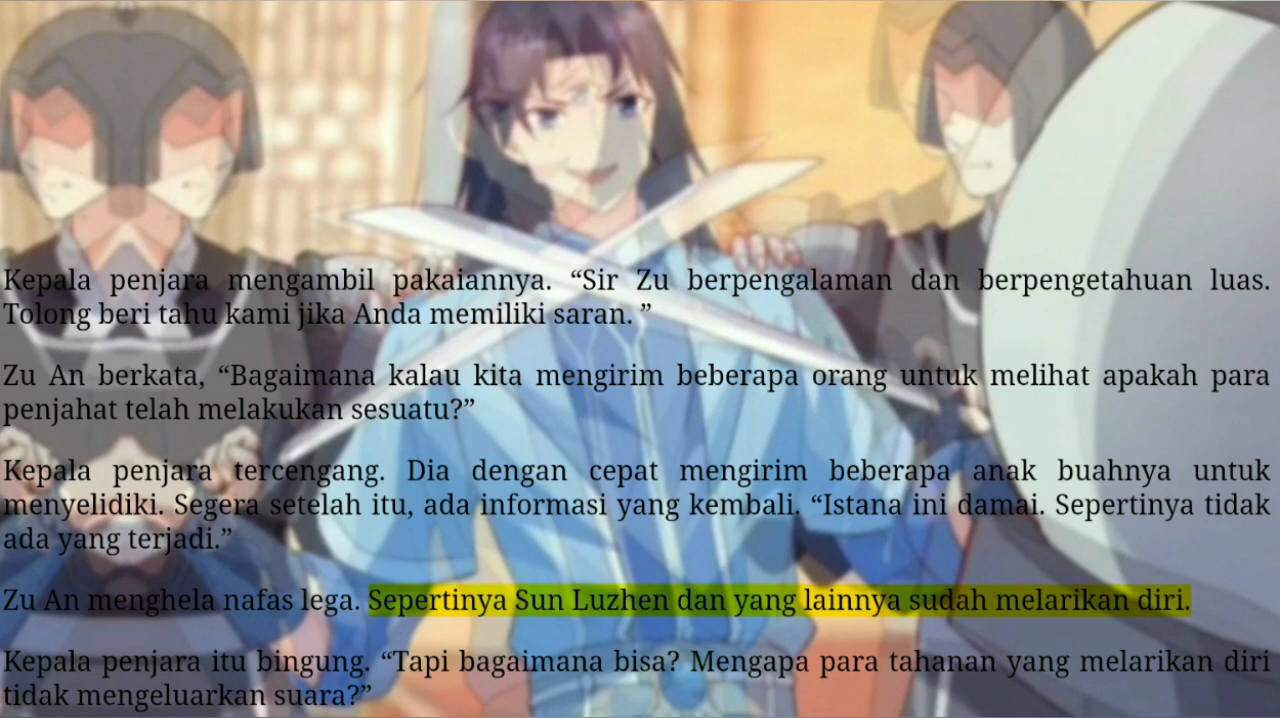 Kepala penjara mengambil pakaiannya. “Sir Zu berpengalaman dan berpengetahuan luas.
Tolong beri tahu kami jika Anda memiliki saran. ”
Zu An berkata, “Bagaimana kalau kita mengirim beberapa orang untuk melihat apakah para
penjahat telah melakukan sesuatu?”
Kepala penjara tercengang. Dia dengan cepat mengirim beberapa anak buahnya untuk
menyelidiki. Segera setelah itu, ada informasi yang kembali. “Istana ini damai. Sepertinya tidak
ada yang terjadi.”
Zu An menghela nafas lega. Sepertinya Sun Luzhen dan yang lainnya sudah melarikan diri.
Kepala penjara itu bingung. “Tapi bagaimana bisa? Mengapa para tahanan yang melarikan diri
tidak mengeluarkan suara?”